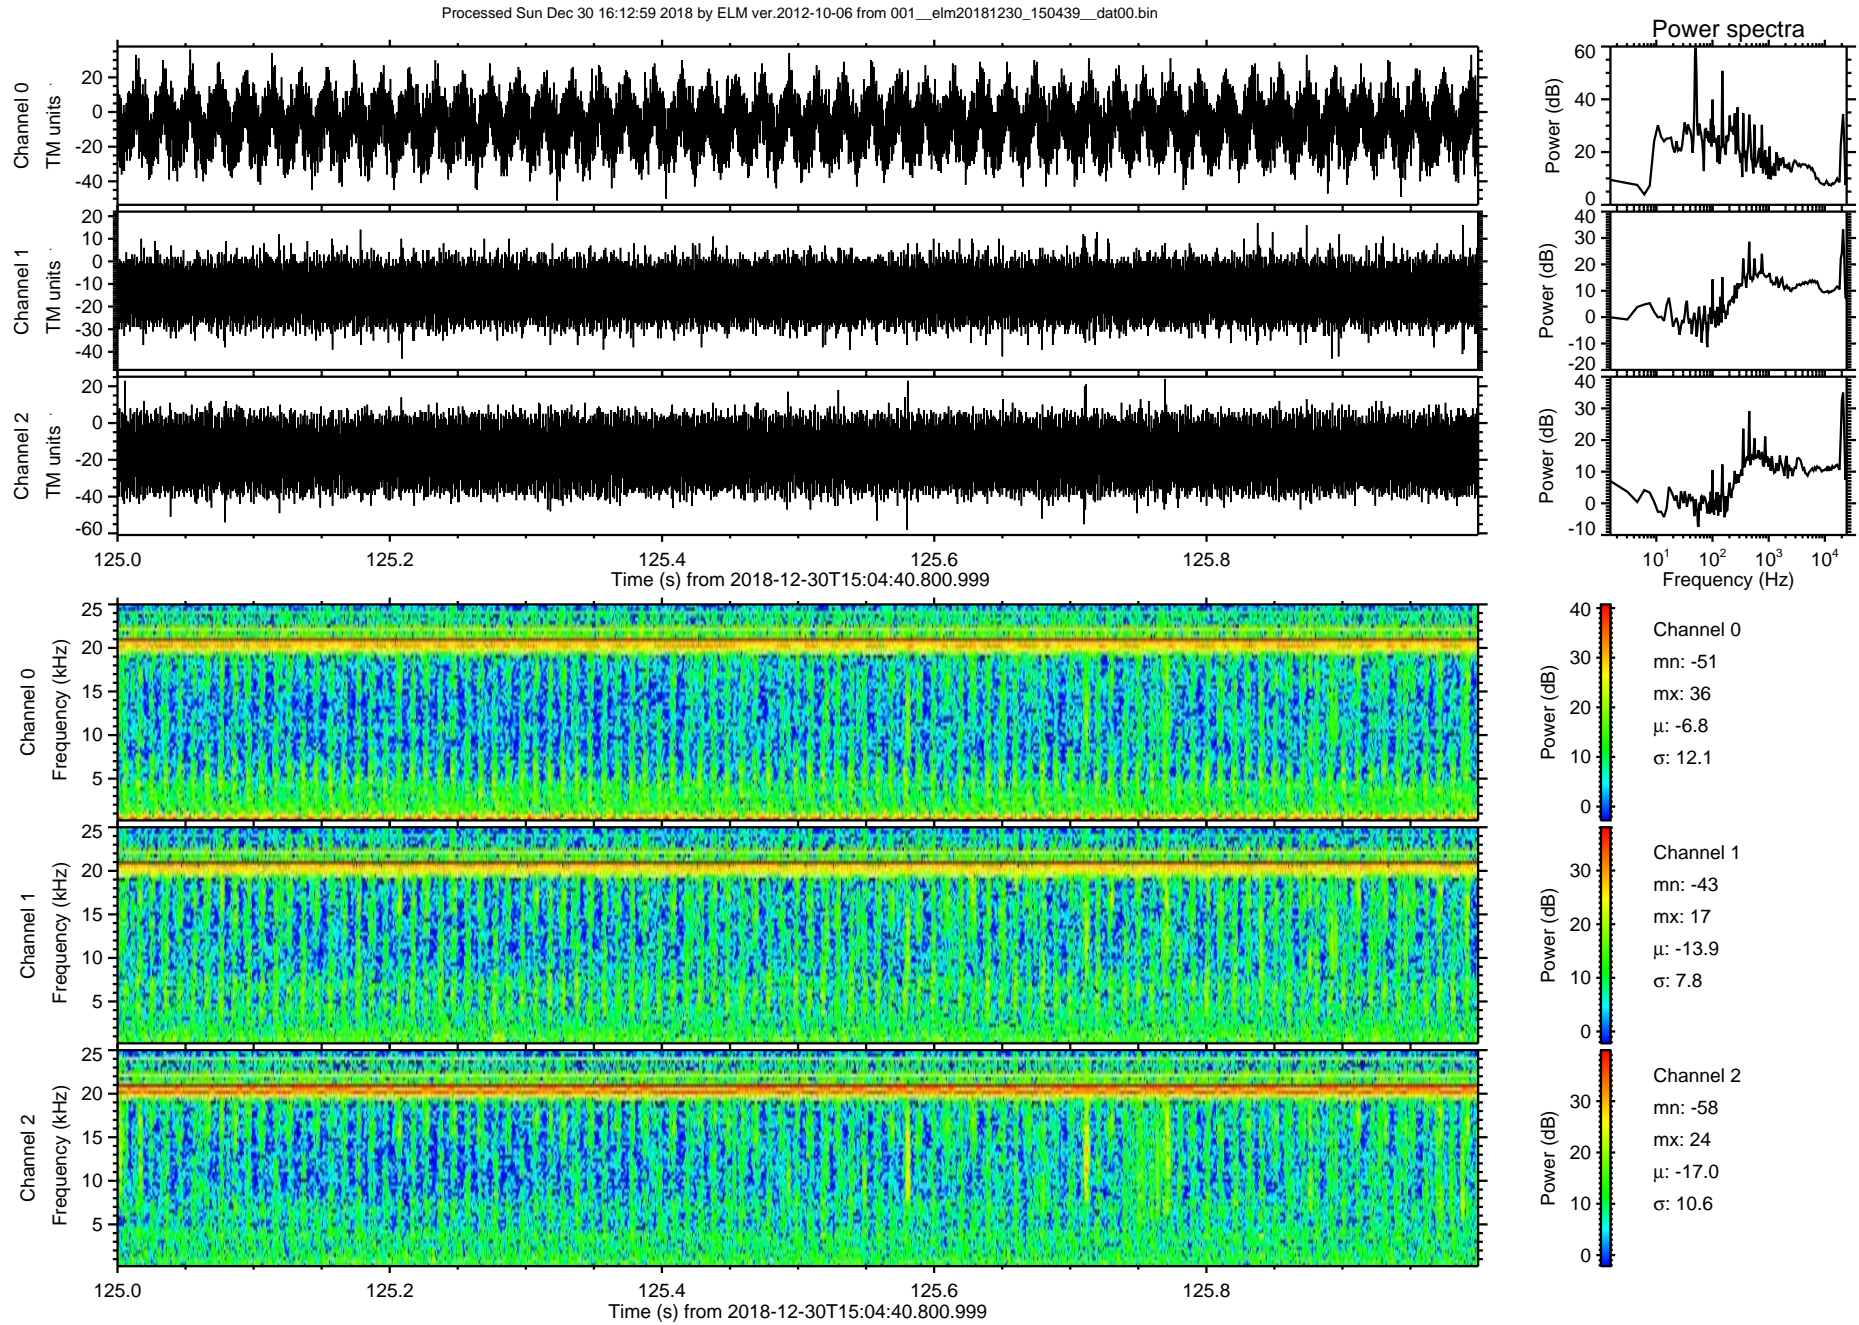 Processed Sun Dec 30 16:12:59 2018 by ELM ver.2012-10-06 from 001__elm20181230_150439__dat00.bin
Power spectra
Channel 0
TM units
20
0
-20
-40
Power (dB)
60
40
20
0
Channel 1
TM units
20
10
0
-10
-20
-30
-40
Power (dB)
40
30
20
10
0
-10
-20
Channel 2
TM units
20
0
-20
-40
-60
Power (dB)
40
30
20
10
0
-10
125.0 125.2 125.4 125.6 125.8
Time (s) from 2018-12-30T15:04:40.800.999
10^1 10^2 10^3 10^4
Frequency (Hz)
Channel 0
Frequency (kHz)
25
20
15
10
5
Power (dB)
40
30
20
10
0
Channel 0
mn: -51
mx: 36
μ: -6.8
σ: 12.1
Channel 1
Frequency (kHz)
25
20
15
10
5
Power (dB)
30
20
10
0
Channel 1
mn: -43
mx: 17
μ: -13.9
σ: 7.8
Channel 2
Frequency (kHz)
25
20
15
10
5
Power (dB)
30
20
10
0
Channel 2
mn: -58
mx: 24
μ: -17.0
σ: 10.6
125.0 125.2 125.4 125.6 125.8
Time (s) from 2018-12-30T15:04:40.800.999